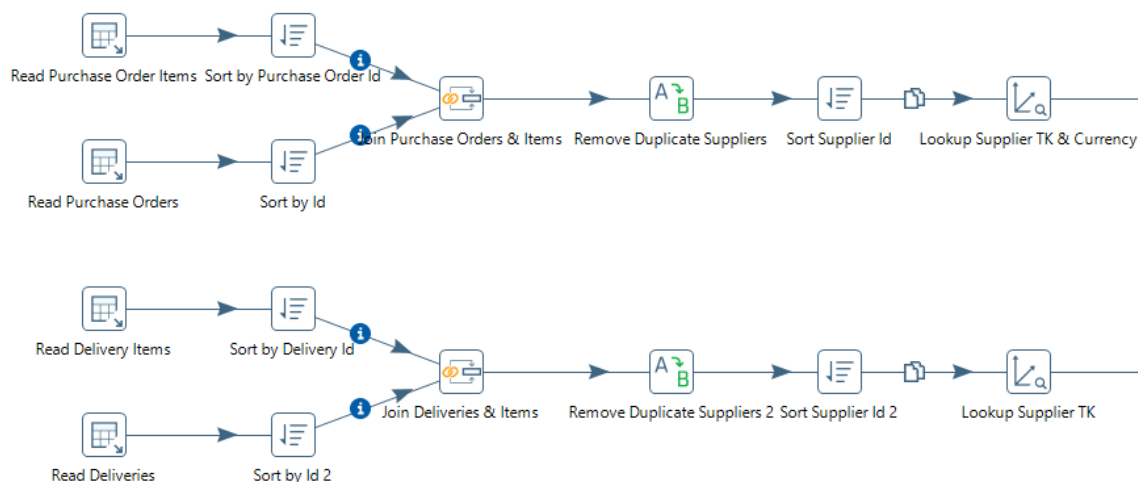 Read Purchase Order Items
Sort by Purchase Order Id
Join Purchase Orders & Items
A
B
Remove Duplicate Suppliers
Sort Supplier Id
Lookup Supplier TK & Currency
Read Purchase Orders
Sort by Id
Read Delivery Items
Sort by Delivery Id
Join Deliveries & Items
A
B
Remove Duplicate Suppliers 2
Sort Supplier Id 2
Lookup Supplier TK
Read Deliveries
Sort by Id 2